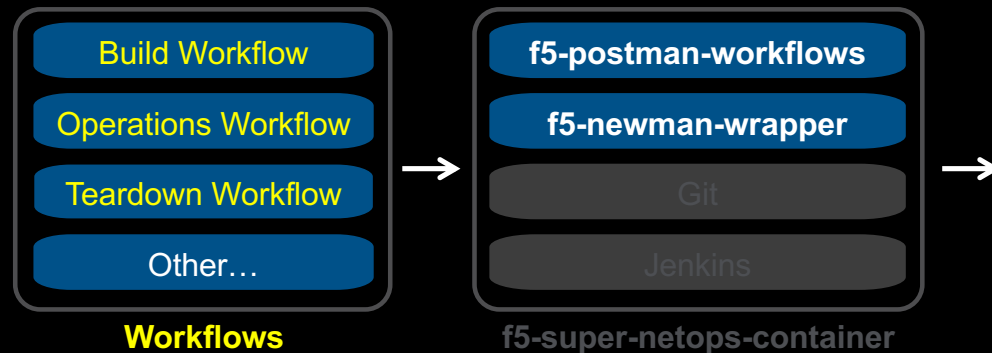 Build Workflow
Operations Workflow
Teardown Workflow
Other…
Workflows
f5-postman-workflows
f5-newman-wrapper
Git
Jenkins
f5-super-netops-container